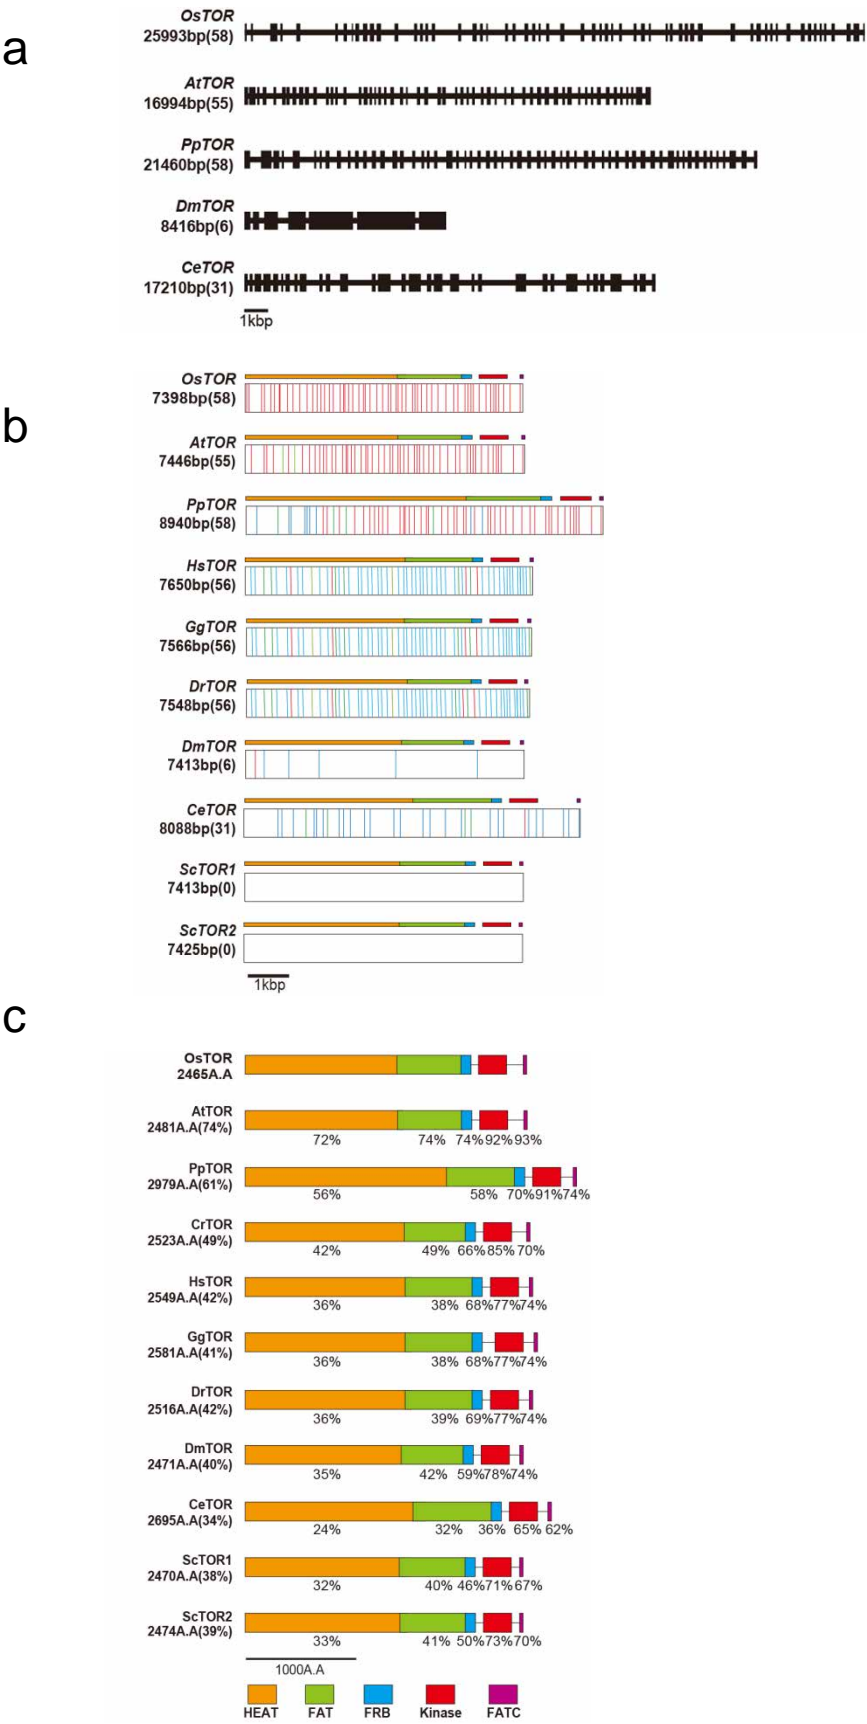 a
OsTOR
25993bp(58)
AtTOR
16994bp(55)
PpTOR
21460bp(58)
DmTOR
8416bp(6)
CeTOR
17210bp(31)
1kbp
b
OsTOR
7398bp(58)
AtTOR
7446bp(55)
PpTOR
8940bp(58)
HsTOR
7650bp(56)
GgTOR
7566bp(56)
DrTOR
7548bp(56)
DmTOR
7413bp(6)
CeTOR
8088bp(31)
ScTOR1
7413bp(0)
ScTOR2
7425bp(0)
1kbp
c
OsTOR
2465A.A
AtTOR
2481A.A(74%)
72% 74% 74% 92% 93%
PpTOR
2979A.A(61%)
56% 58% 70% 91% 74%
CrTOR
2523A.A(49%)
42% 49% 66% 85% 70%
HsTOR
2549A.A(42%)
36% 38% 68% 77% 74%
GgTOR
2581A.A(41%)
36% 38% 68% 77% 74%
DrTOR
2516A.A(42%)
36% 39% 69% 77% 74%
DmTOR
2471A.A(40%)
35% 42% 59% 78% 74%
CeTOR
2695A.A(34%)
24% 32% 36% 65% 62%
ScTOR1
2470A.A(38%)
32% 40% 46% 71% 67%
ScTOR2
2474A.A(39%)
33% 41% 50% 73% 70%
1000A.A
HEAT FAT FRB Kinase FATC